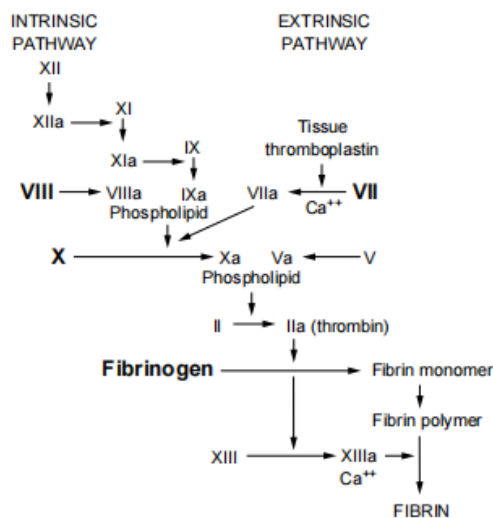 INTRINSIC PATHWAY
EXTRINSIC PATHWAY
XII
XIIa
XI
XIa
IX
Tissue thromboplastin
VIII
VIIIa
IXa
VIIa
VII
Phospholipid
Ca++
X
Xa
Va
V
Phospholipid
II
IIa (thrombin)
Fibrinogen
Fibrin monomer
Fibrin polymer
XIII
XIIIa
Ca++
FIBRIN